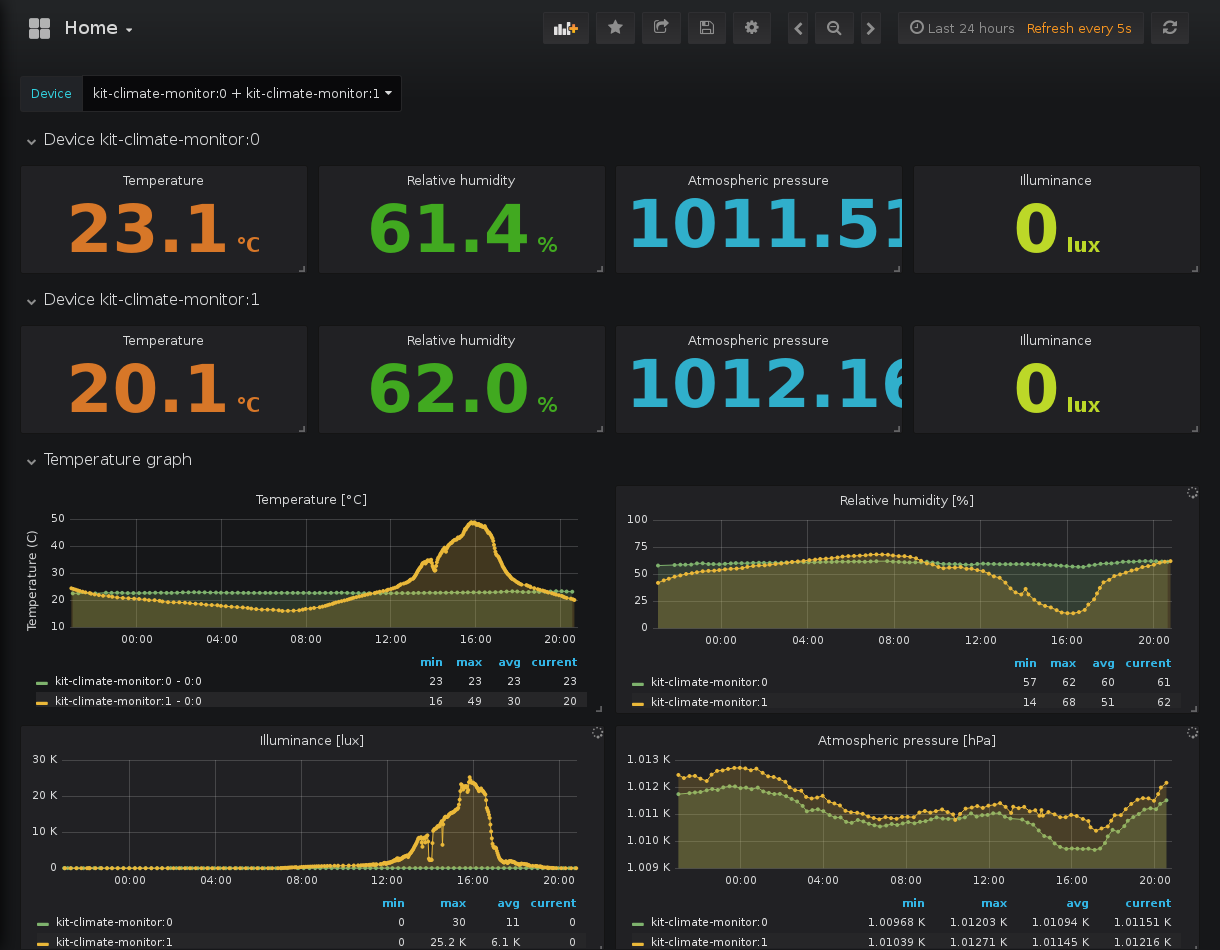 Home
Last 24 hours Refresh every 5s
Device kit-climate-monitor:0 + kit-climate-monitor:1
Device kit-climate-monitor:0
Temperature Relative humidity Atmospheric pressure Illuminance
23.1 °C 61.4 % 1011.51 0 lux
Device kit-climate-monitor:1
Temperature Relative humidity Atmospheric pressure Illuminance
20.1 °C 62.0 % 1012.16 0 lux
Temperature graph
Temperature [°C]
Temperature (C)
50
40
30
20
10
00:00 04:00 08:00 12:00 16:00 20:00
min max avg current
kit-climate-monitor:0 - 0:0 23 23 23 23
kit-climate-monitor:1 - 0:0 16 49 30 20
Relative humidity [%]
100
75
50
25
0
00:00 04:00 08:00 12:00 16:00 20:00
min max avg current
kit-climate-monitor:0 57 62 60 61
kit-climate-monitor:1 14 68 51 62
Illuminance [lux]
30 K
20 K
10 K
0
00:00 04:00 08:00 12:00 16:00 20:00
min max avg current
kit-climate-monitor:0 0 30 11 0
kit-climate-monitor:1 0 25.2 K 6.1 K 0
Atmospheric pressure [hPa]
1.013 K
1.012 K
1.011 K
1.010 K
1.009 K
00:00 04:00 08:00 12:00 16:00 20:00
min max avg current
kit-climate-monitor:0 1.00968 K 1.01203 K 1.01094 K 1.01151 K
kit-climate-monitor:1 1.01039 K 1.01271 K 1.01145 K 1.01216 K